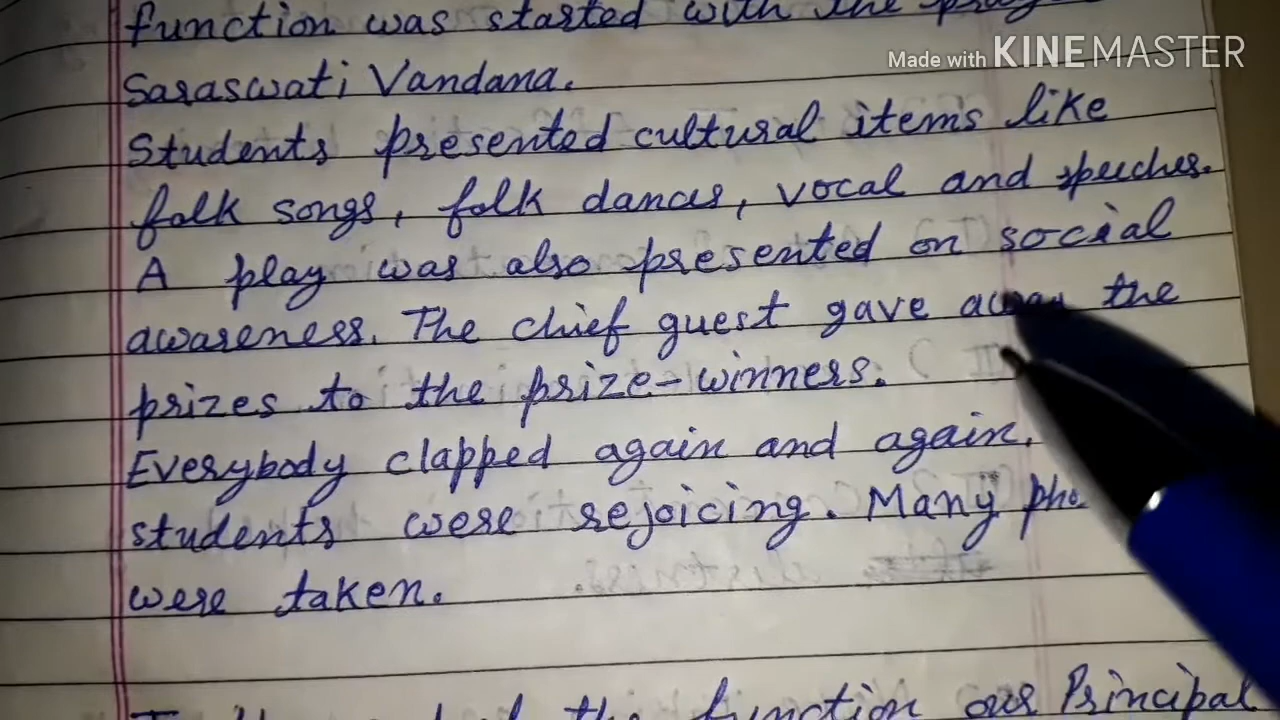 function was started with the
Made with KINEMASTER
Saraswati Vandana.
Students presented cultural items like
folk songs, folk dances, vocal and speeches.
A play was also presented on social
awareness. The chief guest gave away the
prizes to the prize-winners.
Everybody clapped again and again.
students were rejoicing. Many
were taken.
the function our Principal